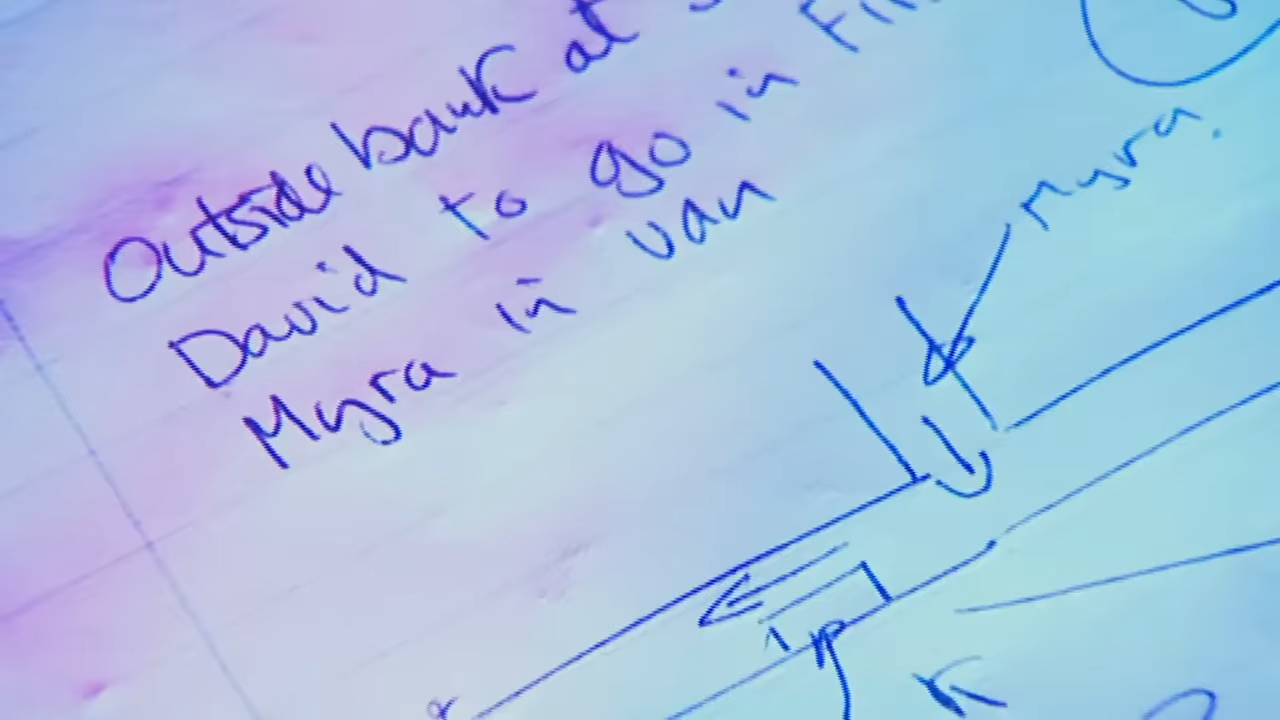 Outside bank at
David to go in
Myra in van
Myra.